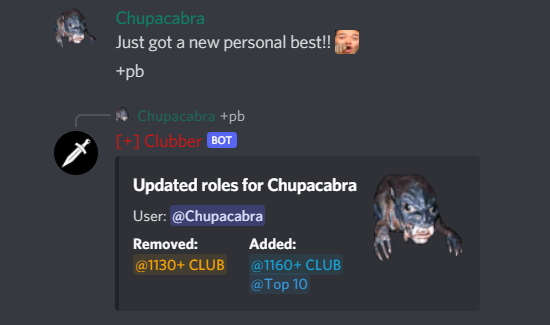 Chupacabra
Just got a new personal best!!
+pb
Chupacabra +pb
[+] Clubber BOT
Updated roles for Chupacabra
User: @Chupacabra
Removed: Added:
@1130+ CLUB @1160+ CLUB
@Top 10